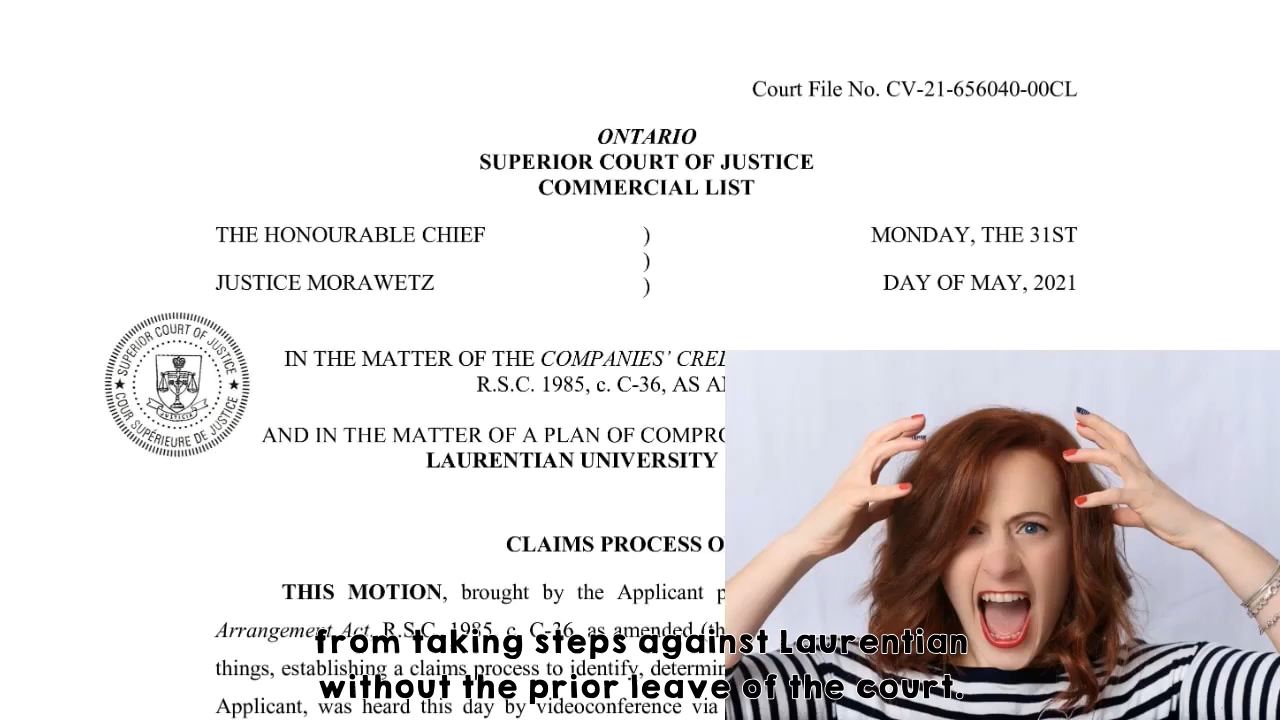 Court File No. CV-21-656040-00CL
ONTARIO
SUPERIOR COURT OF JUSTICE
COMMERCIAL LIST
THE HONOURABLE CHIEF ) MONDAY, THE 31ST
)
JUSTICE MORAWETZ ) DAY OF MAY, 2021
SUPERIOR COURT OF JUSTICE
COUR SUPÉRIEURE DE JUSTICE
IN THE MATTER OF THE COMPANIES'
R.S.C. 1985, c. C-36, AS
AND IN THE MATTER OF A PLAN OF
LAURENTIAN UNIVERSITY
CLAIMS PROCESS
THIS MOTION, brought by the Applicant
Arrangement Act, R.S.C. 1985, c. C-36, as amended
from taking steps against Laurentian
things, establishing a claims process to identify,
without the prior leave of the court.
Applicant, was heard this day by videoconference via